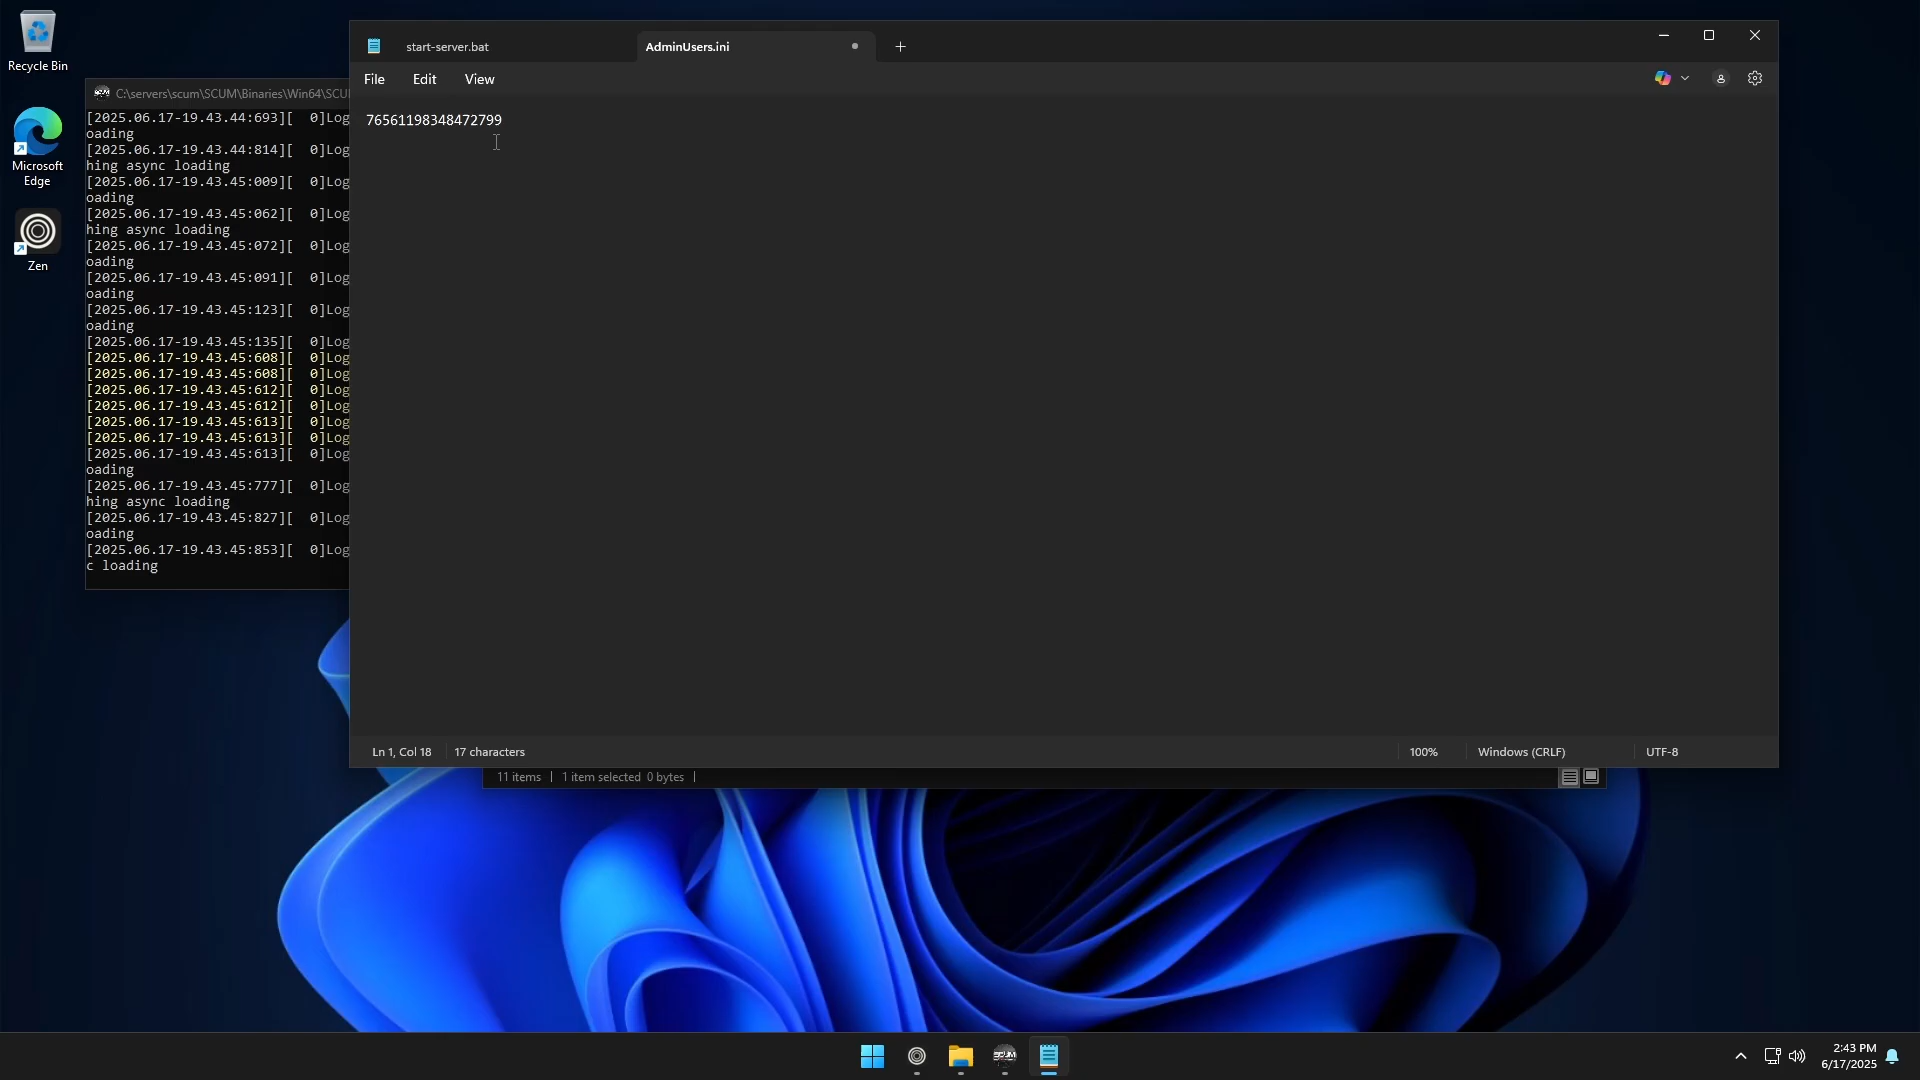 Recycle Bin
Microsoft
Edge
Zen
C:\servers\scum\SCUM\Binaries\Win64\SCU
[2025.06.17-19.43.44:693][  0]Log
oading
[2025.06.17-19.43.44:814][  0]Log
hing async loading
[2025.06.17-19.43.45:009][  0]Log
oading
[2025.06.17-19.43.45:062][  0]Log
hing async loading
[2025.06.17-19.43.45:072][  0]Log
oading
[2025.06.17-19.43.45:091][  0]Log
oading
[2025.06.17-19.43.45:123][  0]Log
oading
[2025.06.17-19.43.45:135][  0]Log
[2025.06.17-19.43.45:608][  0]Log
[2025.06.17-19.43.45:608][  0]Log
[2025.06.17-19.43.45:612][  0]Log
[2025.06.17-19.43.45:612][  0]Log
[2025.06.17-19.43.45:613][  0]Log
[2025.06.17-19.43.45:613][  0]Log
[2025.06.17-19.43.45:613][  0]Log
oading
[2025.06.17-19.43.45:777][  0]Log
hing async loading
[2025.06.17-19.43.45:827][  0]Log
oading
[2025.06.17-19.43.45:853][  0]Log
c loading
start-server.bat
AdminUsers.ini
File Edit View
76561198348472799
Ln 1, Col 18 17 characters 100% Windows (CRLF) UTF-8
11 items | 1 item selected 0 bytes |
SCUM
2:43 PM
6/17/2025